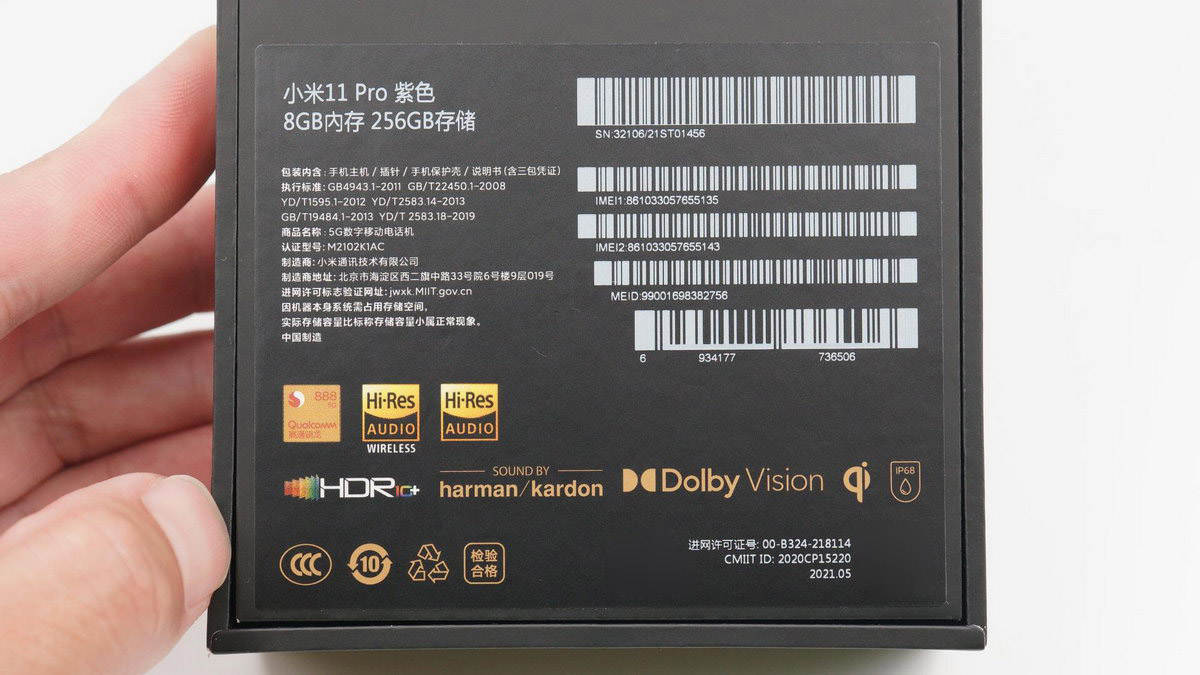 小米11 Pro 紫色
8GB内存 256GB存储
SN:32106/21ST01456
包装内含：手机主机 / 插针 / 手机保护壳 / 说明书(含三包凭证)
执行标准：GB4943.1-2011 GB/T22450.1-2008
YD/T1595.1-2012 YD/T2583.14-2013
GB/T19484.1-2013 YD/T 2583.18-2019
商品名称：5G数字移动电话机
认证型号：M2102K1AC
制造商：小米通讯技术有限公司
制造商地址：北京市海淀区西二旗中路33号院6号楼9层019号
进网许可标志验证网址：jwxk.MIIT.gov.cn
因机器本身系统需占用存储空间，
实际存储容量比标称存储容量小属正常现象。
中国制造
IMEI1:861033057655135
IMEI2:861033057655143
MEID:99001698382756
6 934177 736506
888
5G
Qualcomm
高通骁龙
Hi-Res
AUDIO
WIRELESS
Hi-Res
AUDIO
HDR10+
SOUND BY
harman/kardon
Dolby Vision
qi
IP68
CCC
10
检验
合格
进网许可证号: 00-B324-218114
CMIIT ID: 2020CP15220
2021.05